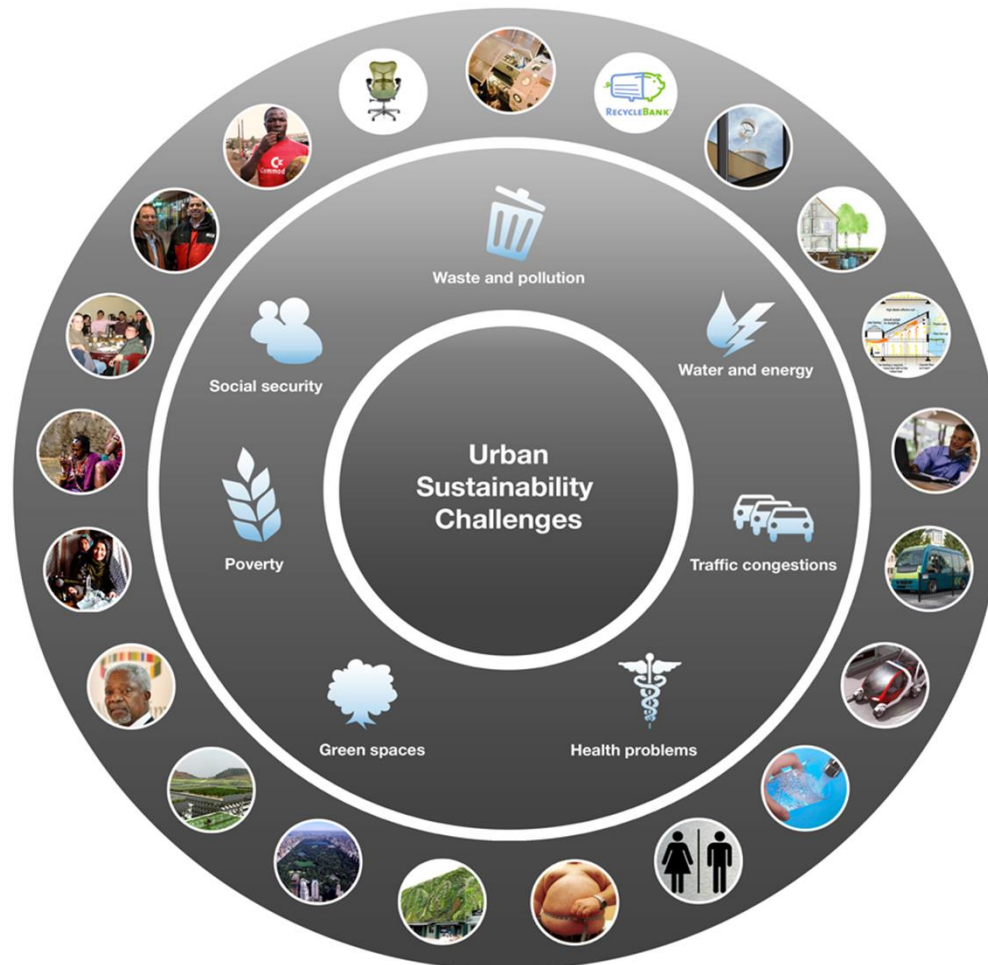 Urban
Sustainability
Challenges
Waste and pollution
Water and energy
Traffic congestions
Health problems
Green spaces
Poverty
Social security
RECYCLEBANK
Commod